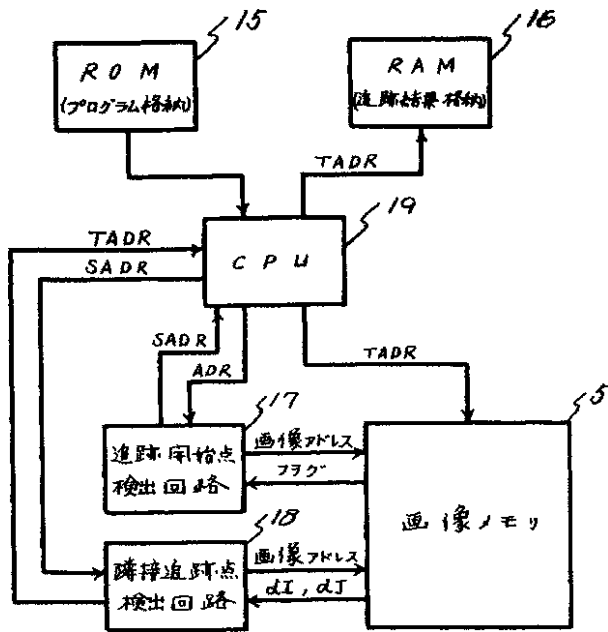 15
ROM
(プログラム格納)
16
RAM
(追跡結果格納)
TADR
19
CPU
TADR
SADR
SADR
ADR
TADR
17
追跡開始点
検出回路
画像アドレス
フラグ
5
画像メモリ
18
隣接追跡点
検出回路
画像アドレス
dI, dJ